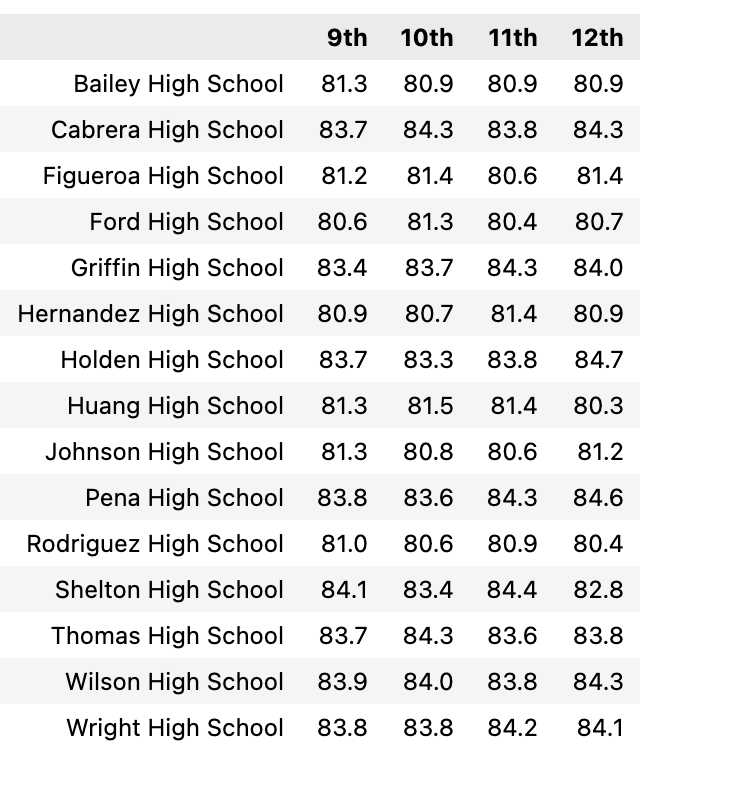 9th 10th 11th 12th
Bailey High School 81.3 80.9 80.9 80.9
Cabrera High School 83.7 84.3 83.8 84.3
Figueroa High School 81.2 81.4 80.6 81.4
Ford High School 80.6 81.3 80.4 80.7
Griffin High School 83.4 83.7 84.3 84.0
Hernandez High School 80.9 80.7 81.4 80.9
Holden High School 83.7 83.3 83.8 84.7
Huang High School 81.3 81.5 81.4 80.3
Johnson High School 81.3 80.8 80.6 81.2
Pena High School 83.8 83.6 84.3 84.6
Rodriguez High School 81.0 80.6 80.9 80.4
Shelton High School 84.1 83.4 84.4 82.8
Thomas High School 83.7 84.3 83.6 83.8
Wilson High School 83.9 84.0 83.8 84.3
Wright High School 83.8 83.8 84.2 84.1